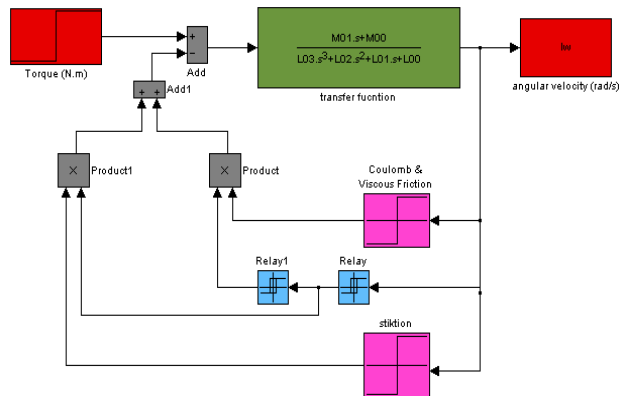 Torque (N.m)
+
−
Add
M01.s+M00
L03.s³+L02.s²+L01.s+L00
transfer fucntion
Iw
angular velocity (rad/s)
+ +
Add1
X
Product1
X
Product
Coulomb &
Viscous Friction
Relay1
Relay
stiktion